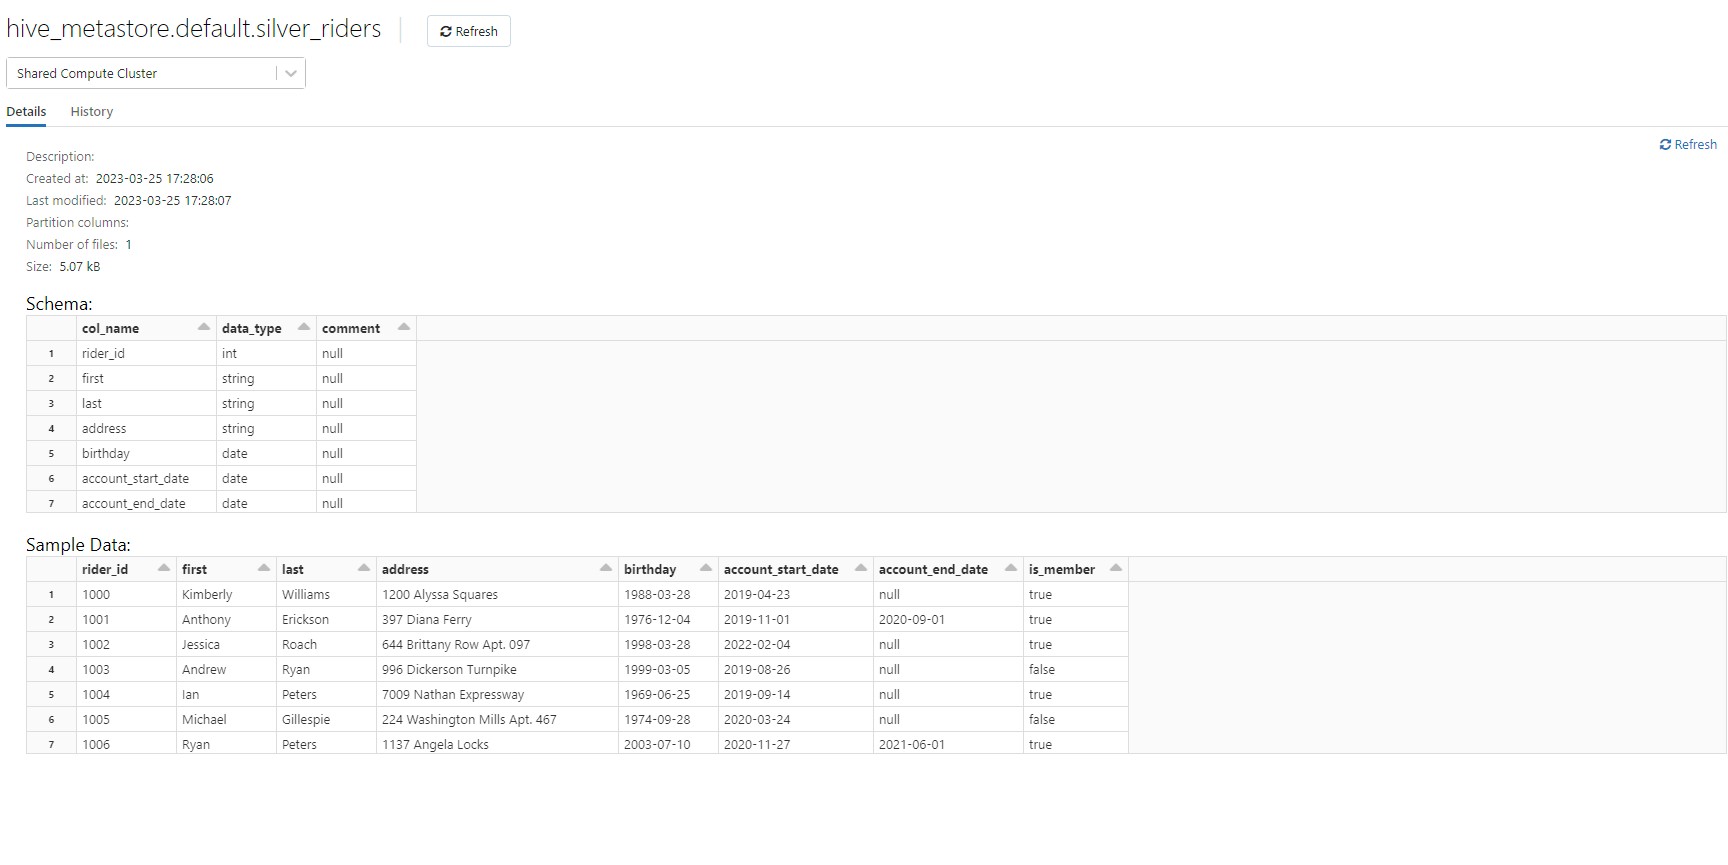 hive_metastore.default.silver_riders Refresh
Shared Compute Cluster
Details History
Refresh
Description:
Created at: 2023-03-25 17:28:06
Last modified: 2023-03-25 17:28:07
Partition columns:
Number of files: 1
Size: 5.07 kB
Schema:
col_name data_type comment
1 rider_id int null
2 first string null
3 last string null
4 address string null
5 birthday date null
6 account_start_date date null
7 account_end_date date null
Sample Data:
rider_id first last address birthday account_start_date account_end_date is_member
1 1000 Kimberly Williams 1200 Alyssa Squares 1988-03-28 2019-04-23 null true
2 1001 Anthony Erickson 397 Diana Ferry 1976-12-04 2019-11-01 2020-09-01 true
3 1002 Jessica Roach 644 Brittany Row Apt. 097 1998-03-28 2022-02-04 null true
4 1003 Andrew Ryan 996 Dickerson Turnpike 1999-03-05 2019-08-26 null false
5 1004 Ian Peters 7009 Nathan Expressway 1969-06-25 2019-09-14 null true
6 1005 Michael Gillespie 224 Washington Mills Apt. 467 1974-09-28 2020-03-24 null false
7 1006 Ryan Peters 1137 Angela Locks 2003-07-10 2020-11-27 2021-06-01 true